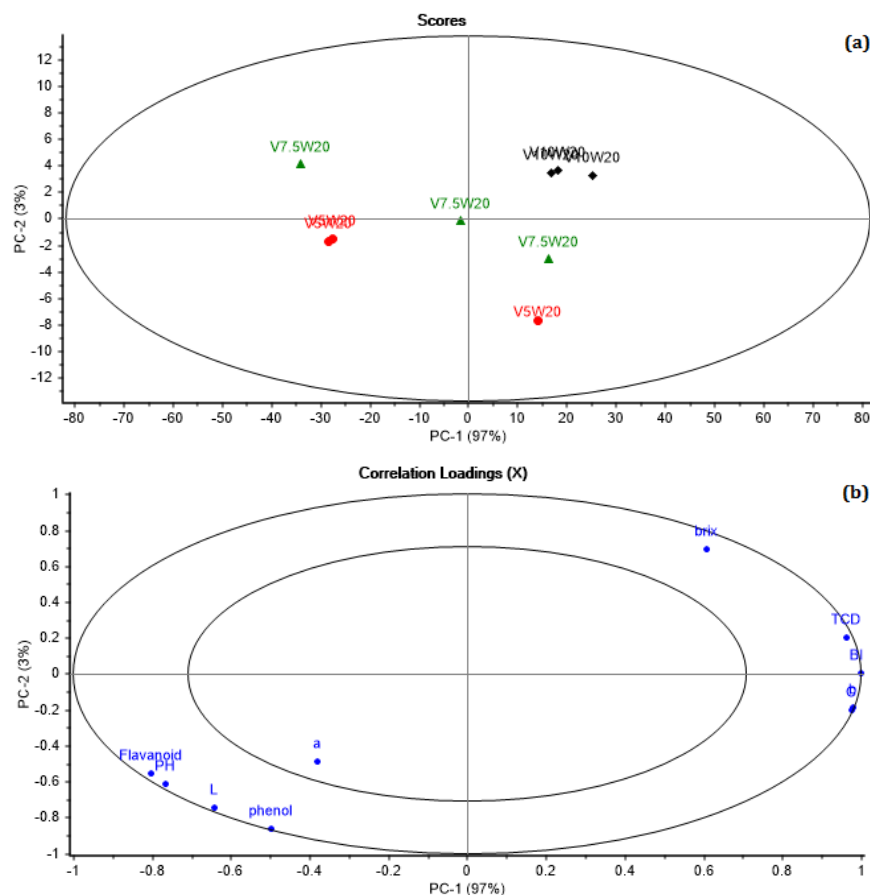 Scores
(a)
12
10
8
6
4
2
0
-2
-4
-6
-8
-10
-12
PC-2 (3%)
V7.5W20
V10W20
V10W20
V10W20
V7.5W20
V5W20
V5W20
V7.5W20
V5W20
-80 -70 -60 -50 -40 -30 -20 -10 0 10 20 30 40 50 60 70 80
PC-1 (97%)
Correlation Loadings (X)
(b)
1
0.8
0.6
0.4
0.2
0
-0.2
-0.4
-0.6
-0.8
-1
PC-2 (3%)
brix
TCD
BI
b
a
Flavanoid
PH
L
phenol
-1 -0.8 -0.6 -0.4 -0.2 0 0.2 0.4 0.6 0.8 1
PC-1 (97%)